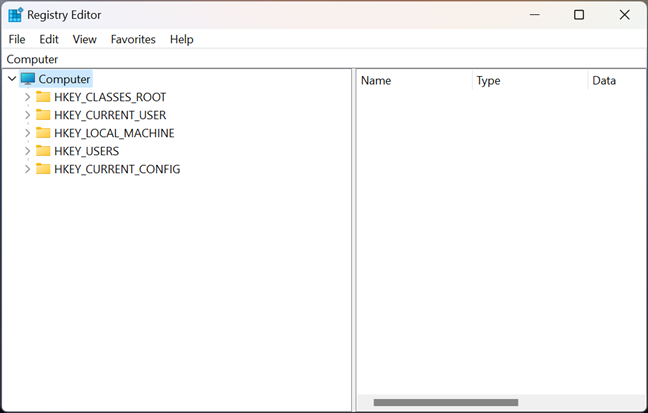 Registry Editor
File Edit View Favorites Help
Computer
Computer
HKEY_CLASSES_ROOT
HKEY_CURRENT_USER
HKEY_LOCAL_MACHINE
HKEY_USERS
HKEY_CURRENT_CONFIG
Name Type Data